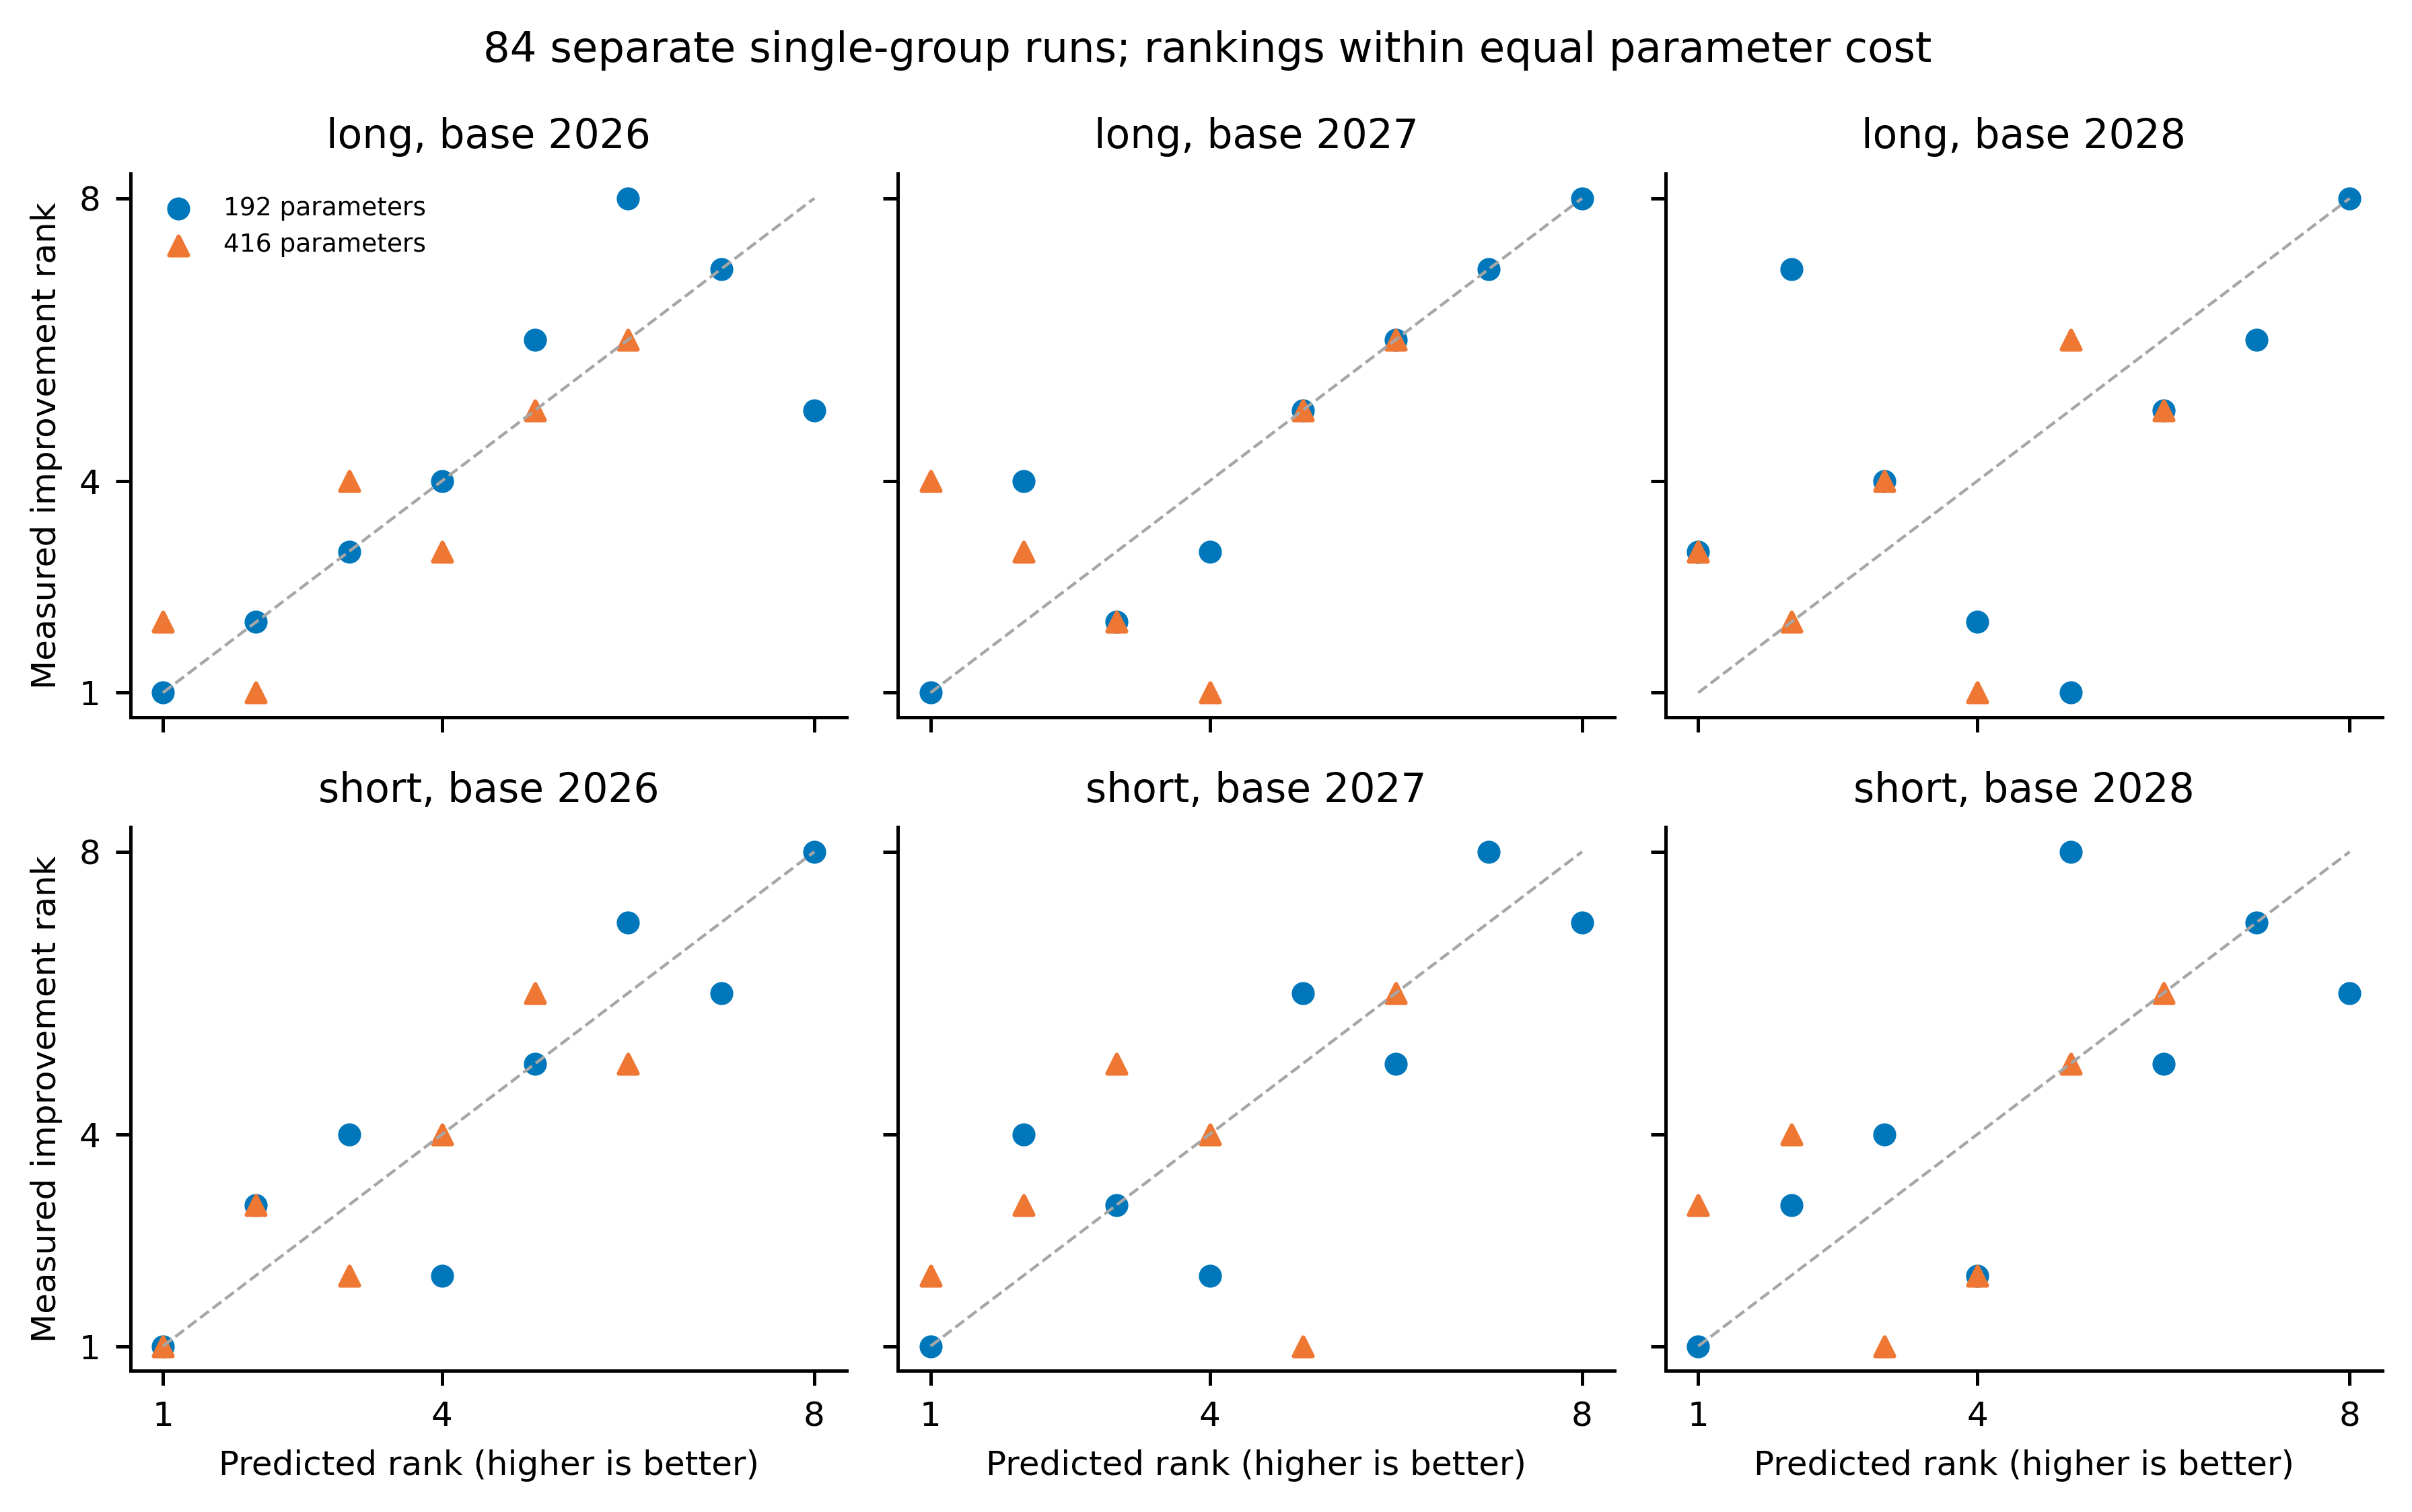 84 separate single-group runs; rankings within equal parameter cost
long, base 2026
long, base 2027
long, base 2028
192 parameters
416 parameters
Measured improvement rank
8
4
1
short, base 2026
short, base 2027
short, base 2028
Measured improvement rank
8
4
1
1 4 8
1 4 8
1 4 8
Predicted rank (higher is better)
Predicted rank (higher is better)
Predicted rank (higher is better)